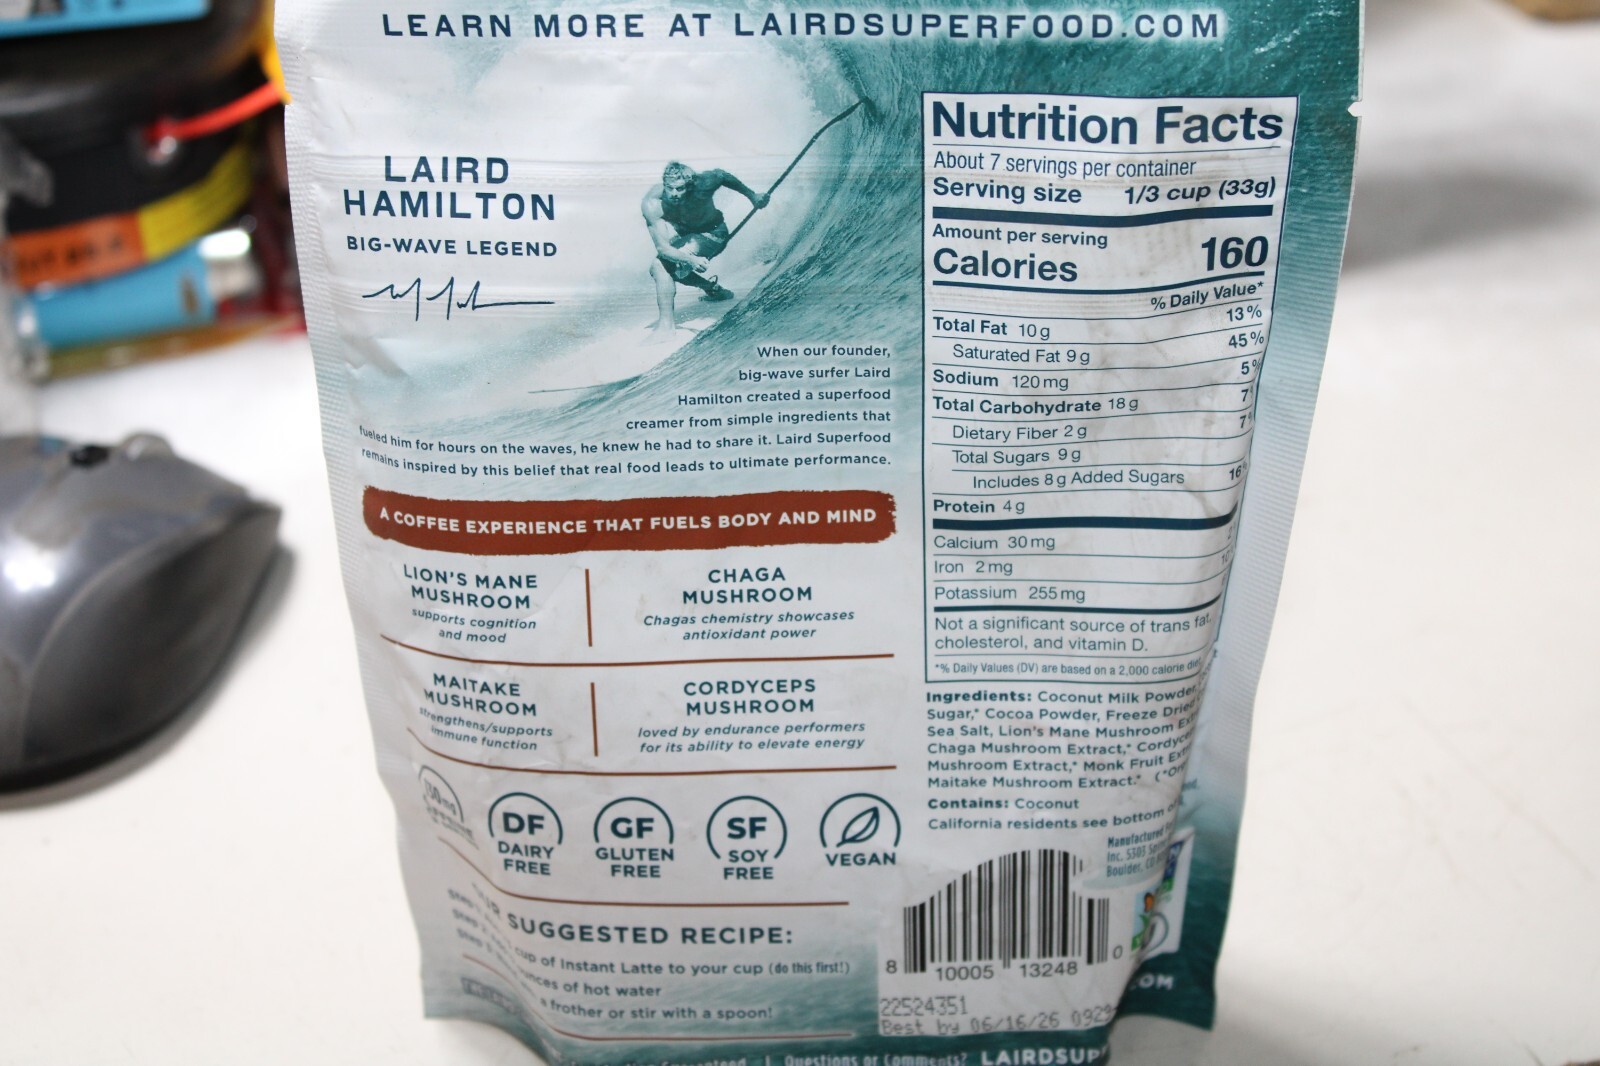 LEARN MORE AT LAIRDSUPERFOOD.COM
LAIRD
HAMILTON
BIG-WAVE LEGEND
When our founder,
big-wave surfer Laird
Hamilton created a superfood
creamer from simple ingredients that
fueled him for hours on the waves, he knew he had to share it. Laird Superfood
remains inspired by this belief that real food leads to ultimate performance.
A COFFEE EXPERIENCE THAT FUELS BODY AND MIND
LION'S MANE
MUSHROOM
supports cognition
and mood
CHAGA
MUSHROOM
Chagas chemistry showcases
antioxidant power
MAITAKE
MUSHROOM
strengthens/supports
immune function
CORDYCEPS
MUSHROOM
loved by endurance performers
for its ability to elevate energy
DF
DAIRY
FREE
GF
GLUTEN
FREE
SF
SOY
FREE
VEGAN
SUGGESTED RECIPE:
cup of Instant Latte to your cup (do this first!)
of hot water
a frother or stir with a spoon!
Nutrition Facts
About 7 servings per container
Serving size 1/3 cup (33g)
Amount per serving
Calories 160
% Daily Value*
Total Fat 10g 13%
Saturated Fat 9g 45%
Sodium 120mg 5%
Total Carbohydrate 18g 7
Dietary Fiber 2g 7
Total Sugars 9g
Includes 8g Added Sugars 16
Protein 4g
Calcium 30mg
Iron 2mg
Potassium 255mg
Not a significant source of trans fat,
cholesterol, and vitamin D.
*% Daily Values (DV) are based on a 2,000 calorie
Ingredients: Coconut Milk Powder,
Sugar,* Cocoa Powder, Freeze Dried
Sea Salt, Lion's Mane Mushroom
Chaga Mushroom Extract,*
Mushroom Extract,* Monk Fruit
Maitake Mushroom Extract.*
Contains: Coconut
California residents see bottom
Manufactured
Inc. 5303
Boulder, CO
8 10005 13248 0
22524351
Best by 06/16/26 0929
Questions or Comments?